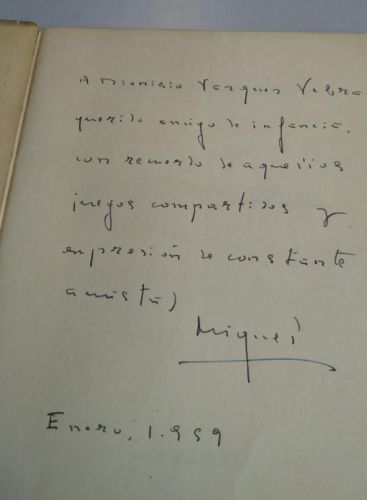 A Dionisio Vazquez
querido amigo de infancia,
con recuerdo de aquellos
juegos compartidos y
expresión de constante
amistad
Miguel
Enero, 1.959